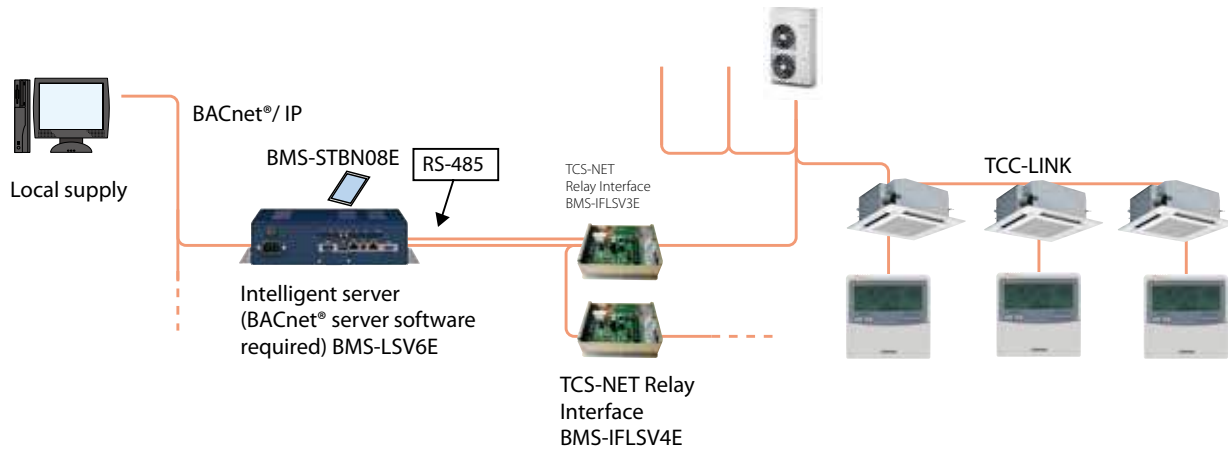 BACnet®/ IP
BMS-STBN08E
RS-485
TCS-NET
Relay Interface
BMS-IFLSV3E
TCC-LINK
Local supply
Intelligent server
(BACnet® server software
required) BMS-LSV6E
TCS-NET Relay
Interface
BMS-IFLSV4E